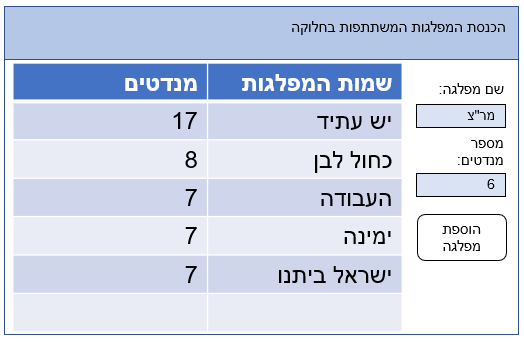 הכנסת המפלגות המשתתפות בחלוקה
שם מפלגה:
מר"צ
מספר
מנדטים:
6
הוספת
מפלגה
שמות המפלגות מנדטים
יש עתיד 17
כחול לבן 8
העבודה 7
ימינה 7
ישראל ביתנו 7